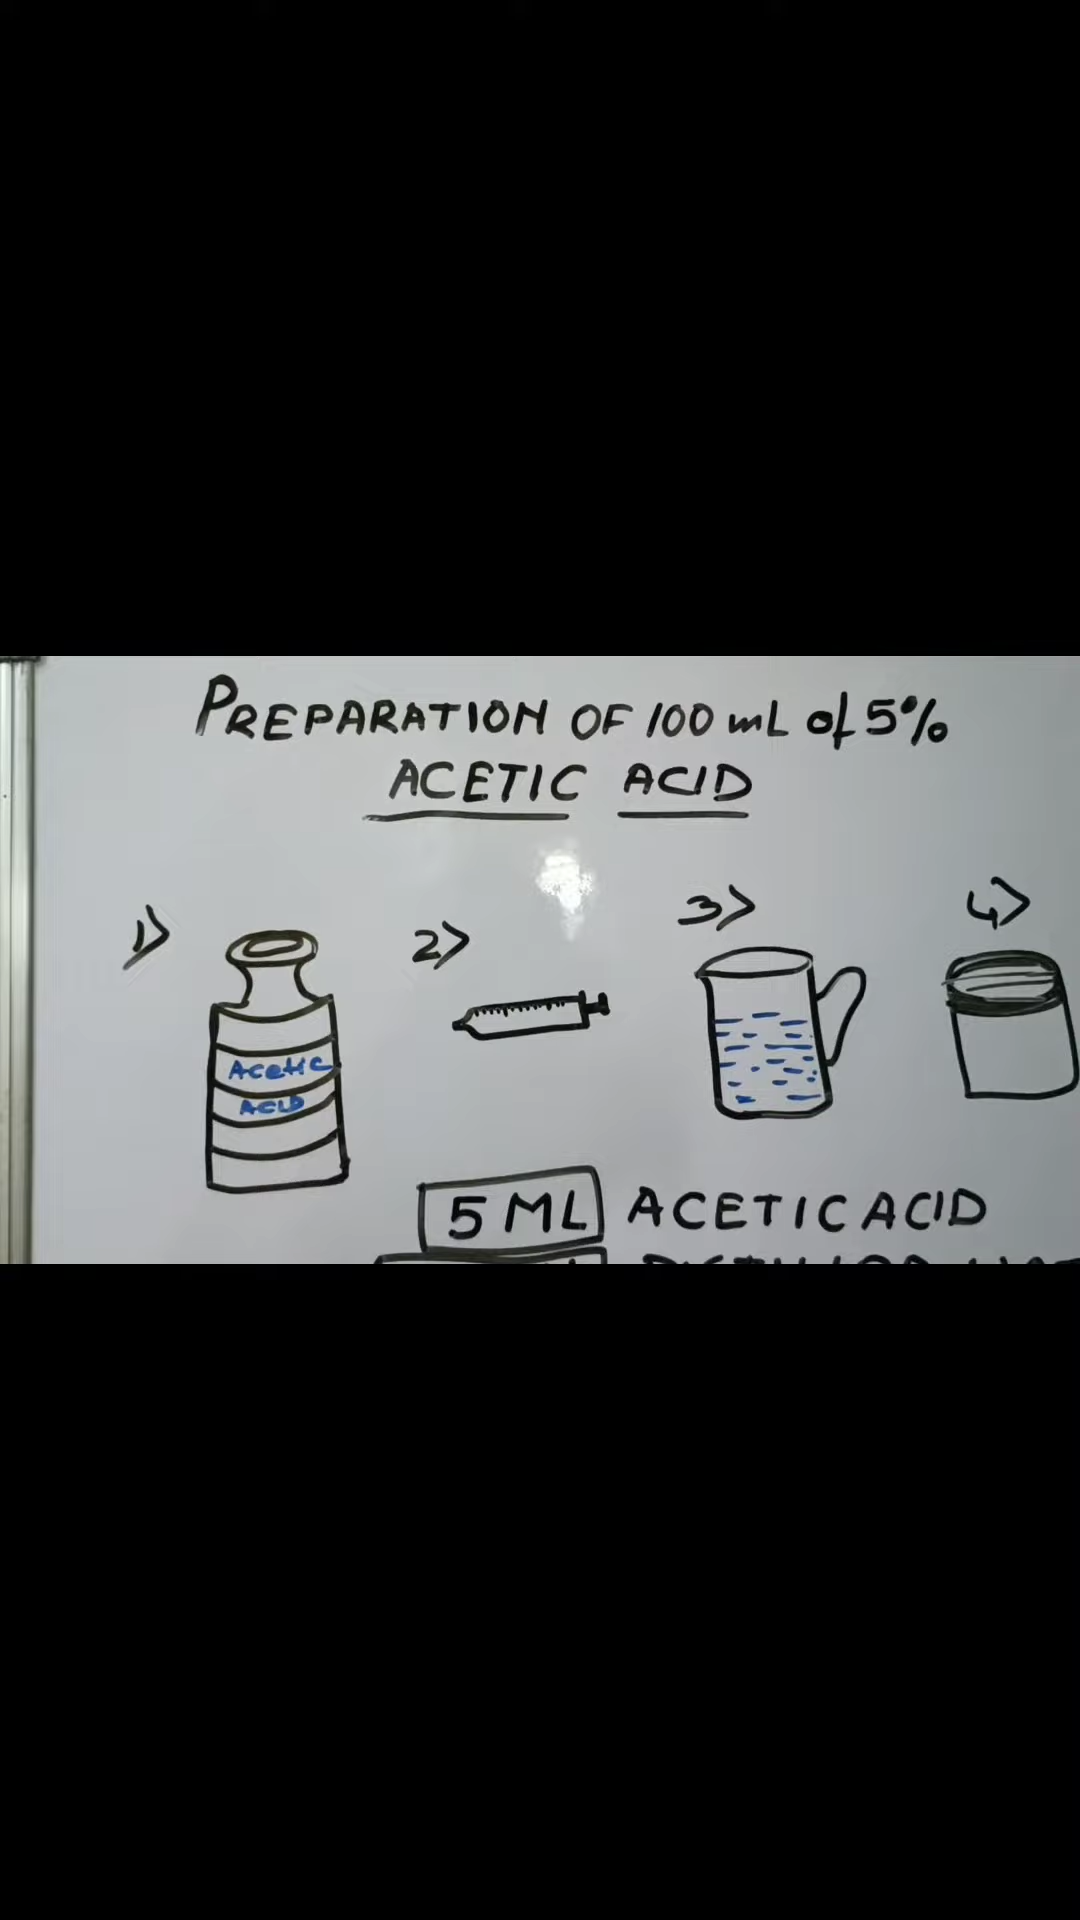 PREPARATION OF 100 mL of 5%
ACETIC ACID
1> 2> 3> 4>
Acetic
ACID
5 ML ACETIC ACID